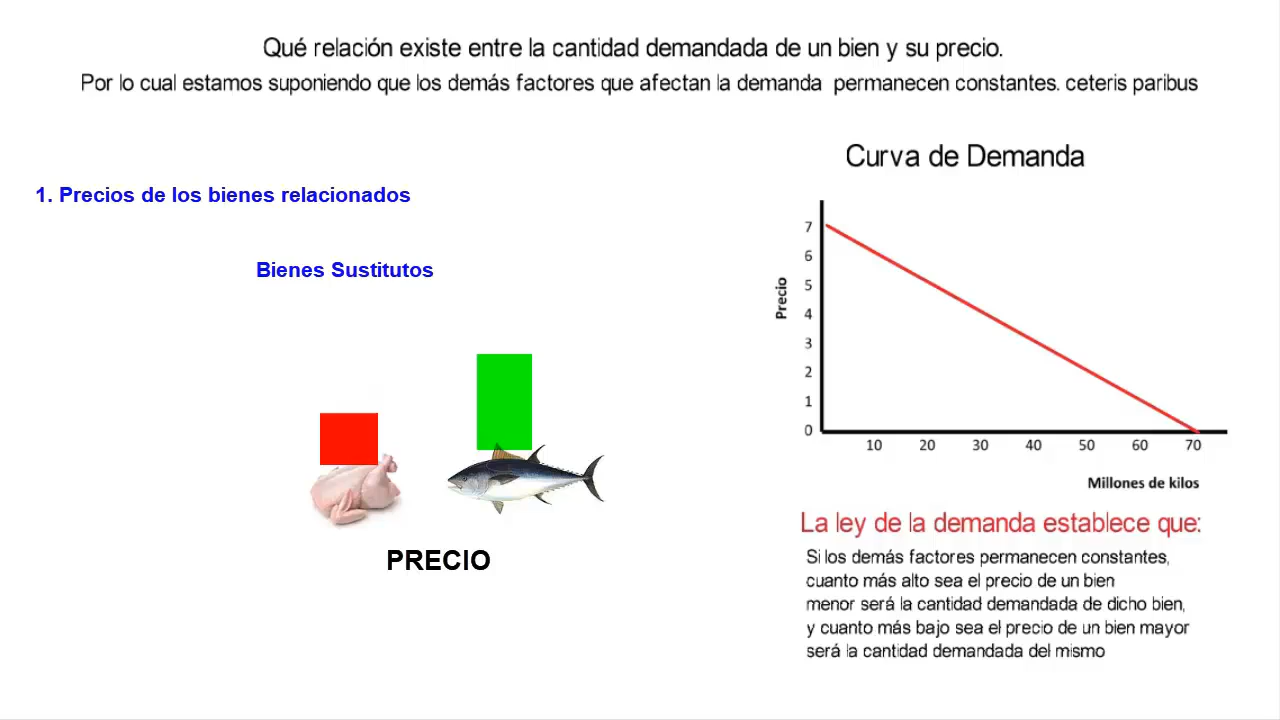 Qué relación existe entre la cantidad demandada de un bien y su precio.
Por lo cual estamos suponiendo que los demás factores que afectan la demanda permanecen constantes. ceteris paribus
1. Precios de los bienes relacionados
Bienes Sustitutos
PRECIO
Curva de Demanda
Precio
7
6
5
4
3
2
1
0
10 20 30 40 50 60 70
Millones de kilos
La ley de la demanda establece que:
Si los demás factores permanecen constantes,
cuanto más alto sea el precio de un bien
menor será la cantidad demandada de dicho bien,
y cuanto más bajo sea el precio de un bien mayor
será la cantidad demandada del mismo